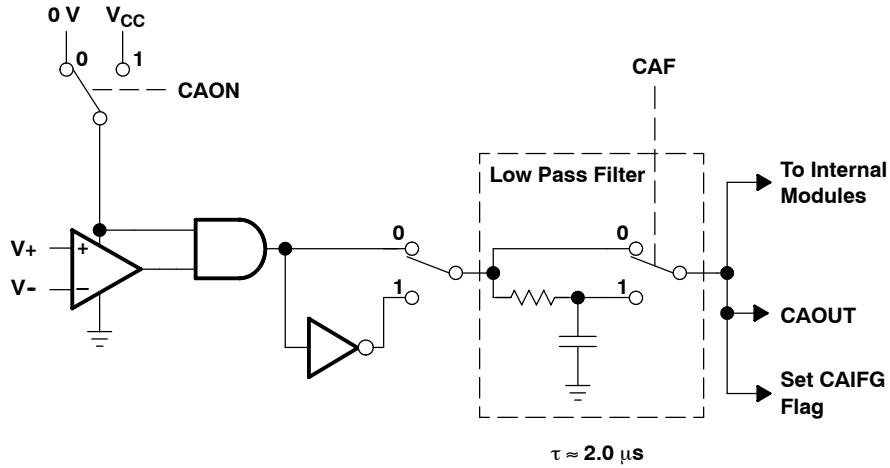 0 V VCC
0 1
CAON
CAF
Low Pass Filter
To Internal
Modules
V+
+
0
0
V-
−
1
1
CAOUT
Set CAIFG
Flag
τ ≈ 2.0 μs